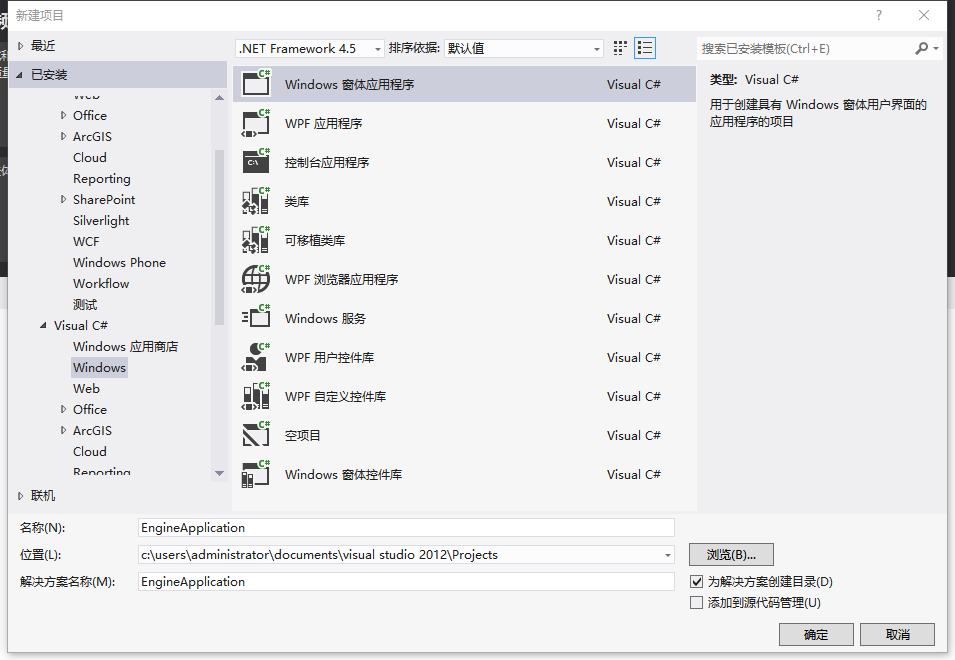 新建项目
?
最近
.NET Framework 4.5
排序依据:
默认值
搜索已安装模板(Ctrl+E)
已安装
Web
Office
ArcGIS
Cloud
Reporting
SharePoint
Silverlight
WCF
Windows Phone
Workflow
测试
Visual C#
Windows 应用商店
Windows
Web
Office
ArcGIS
Cloud
Reporting
联机
Windows 窗体应用程序 Visual C#
WPF 应用程序 Visual C#
控制台应用程序 Visual C#
类库 Visual C#
可移植类库 Visual C#
WPF 浏览器应用程序 Visual C#
Windows 服务 Visual C#
WPF 用户控件库 Visual C#
WPF 自定义控件库 Visual C#
空项目 Visual C#
Windows 窗体控件库 Visual C#
类型: Visual C#
用于创建具有 Windows 窗体用户界面的
应用程序的项目
名称(N): EngineApplication
位置(L): c:\users\administrator\documents\visual studio 2012\Projects
浏览(B)...
解决方案名称(M): EngineApplication
为解决方案创建目录(D)
添加到源代码管理(U)
确定
取消